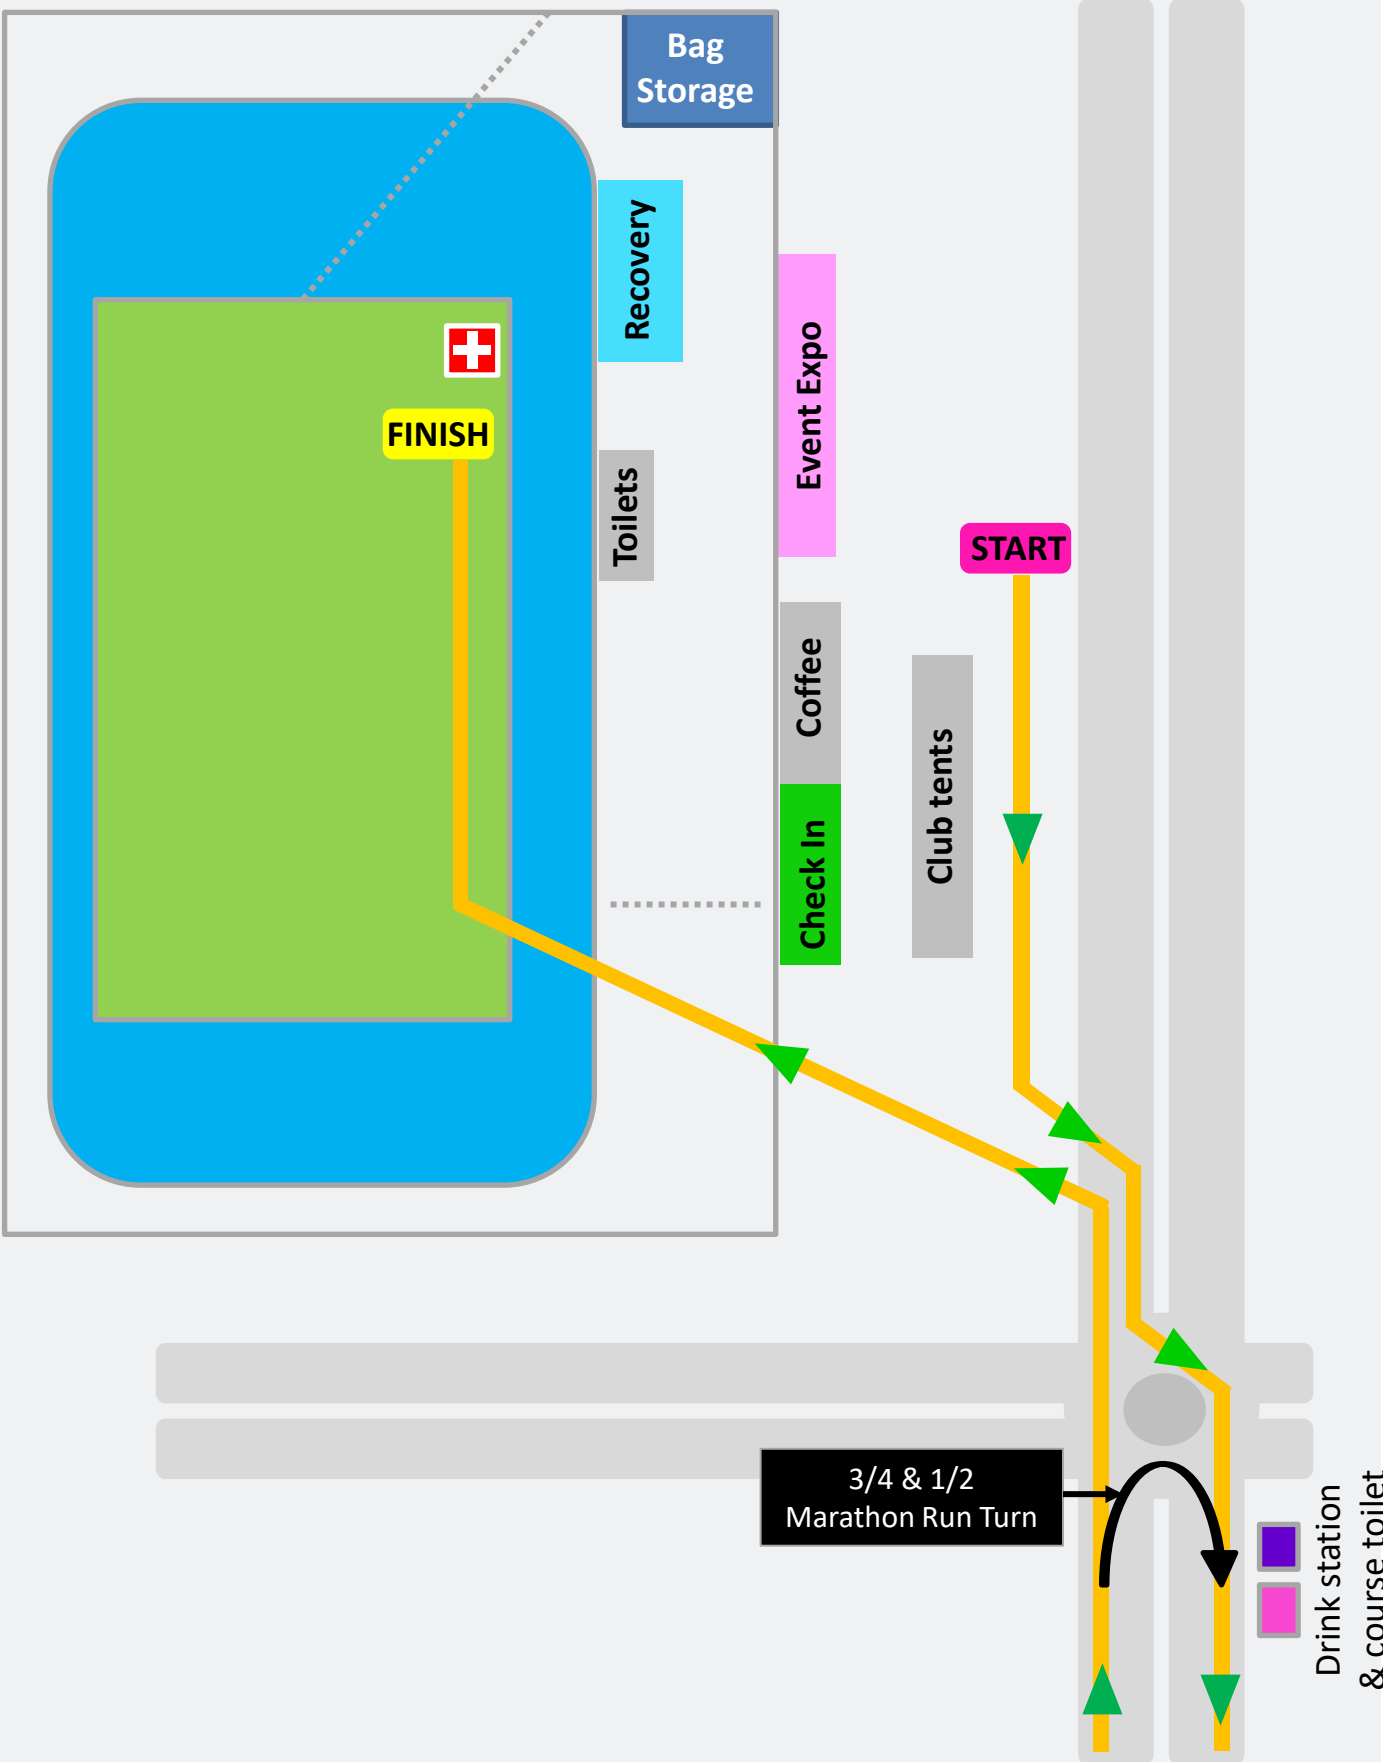 Bag
Storage
Recovery
Event Expo
FINISH
Toilets
START
Coffee
Club tents
Check In
3/4 & 1/2
Marathon Run Turn
Drink station
& course toilet